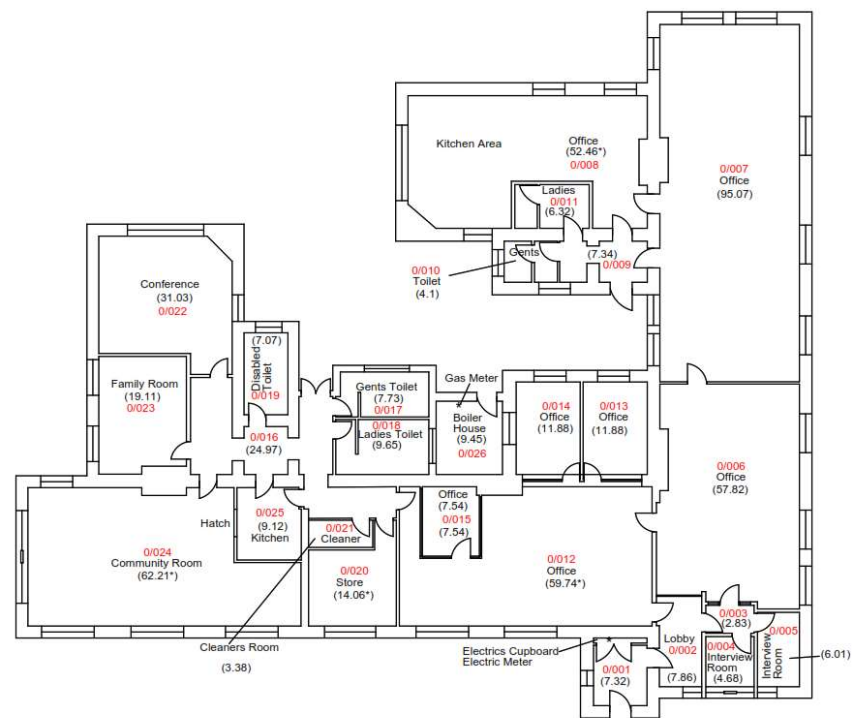 Kitchen Area
Office
(52.46*)
0/008
0/007
Office
(95.07)
Ladies
0/011
(6.32)
Gents
(7.34)
0/009
0/010
Toilet
(4.1)
Conference
(31.03)
0/022
(7.07)
Disabled
Toilet
0/019
Family Room
(19.11)
0/023
Gents Toilet
(7.73)
0/017
0/018
Ladies Toilet
(9.65)
Gas Meter
Boiler
House
(9.45)
0/026
0/014
Office
(11.88)
0/013
Office
(11.88)
0/016
(24.97)
0/006
Office
(57.82)
Office
(7.54)
0/015
(7.54)
0/025
(9.12)
Kitchen
Hatch
0/021
Cleaner
0/024
Community Room
(62.21*)
0/020
Store
(14.06*)
0/012
Office
(59.74*)
0/003
(2.83)
Lobby
0/002
(7.86)
0/004
Interview
Room
(4.68)
0/005
Interview
Room
(6.01)
Cleaners Room
(3.38)
Electrics Cupboard
Electric Meter
0/001
(7.32)